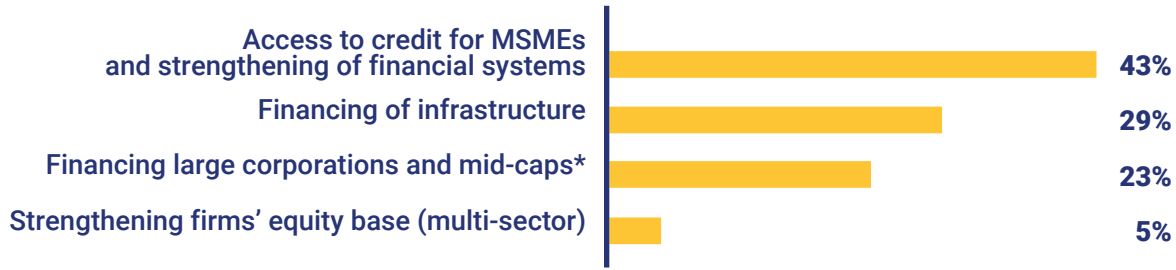 Access to credit for MSMEs
and strengthening of financial systems
43%
Financing of infrastructure
29%
Financing large corporations and mid-caps*
23%
Strengthening firms’ equity base (multi-sector)
5%